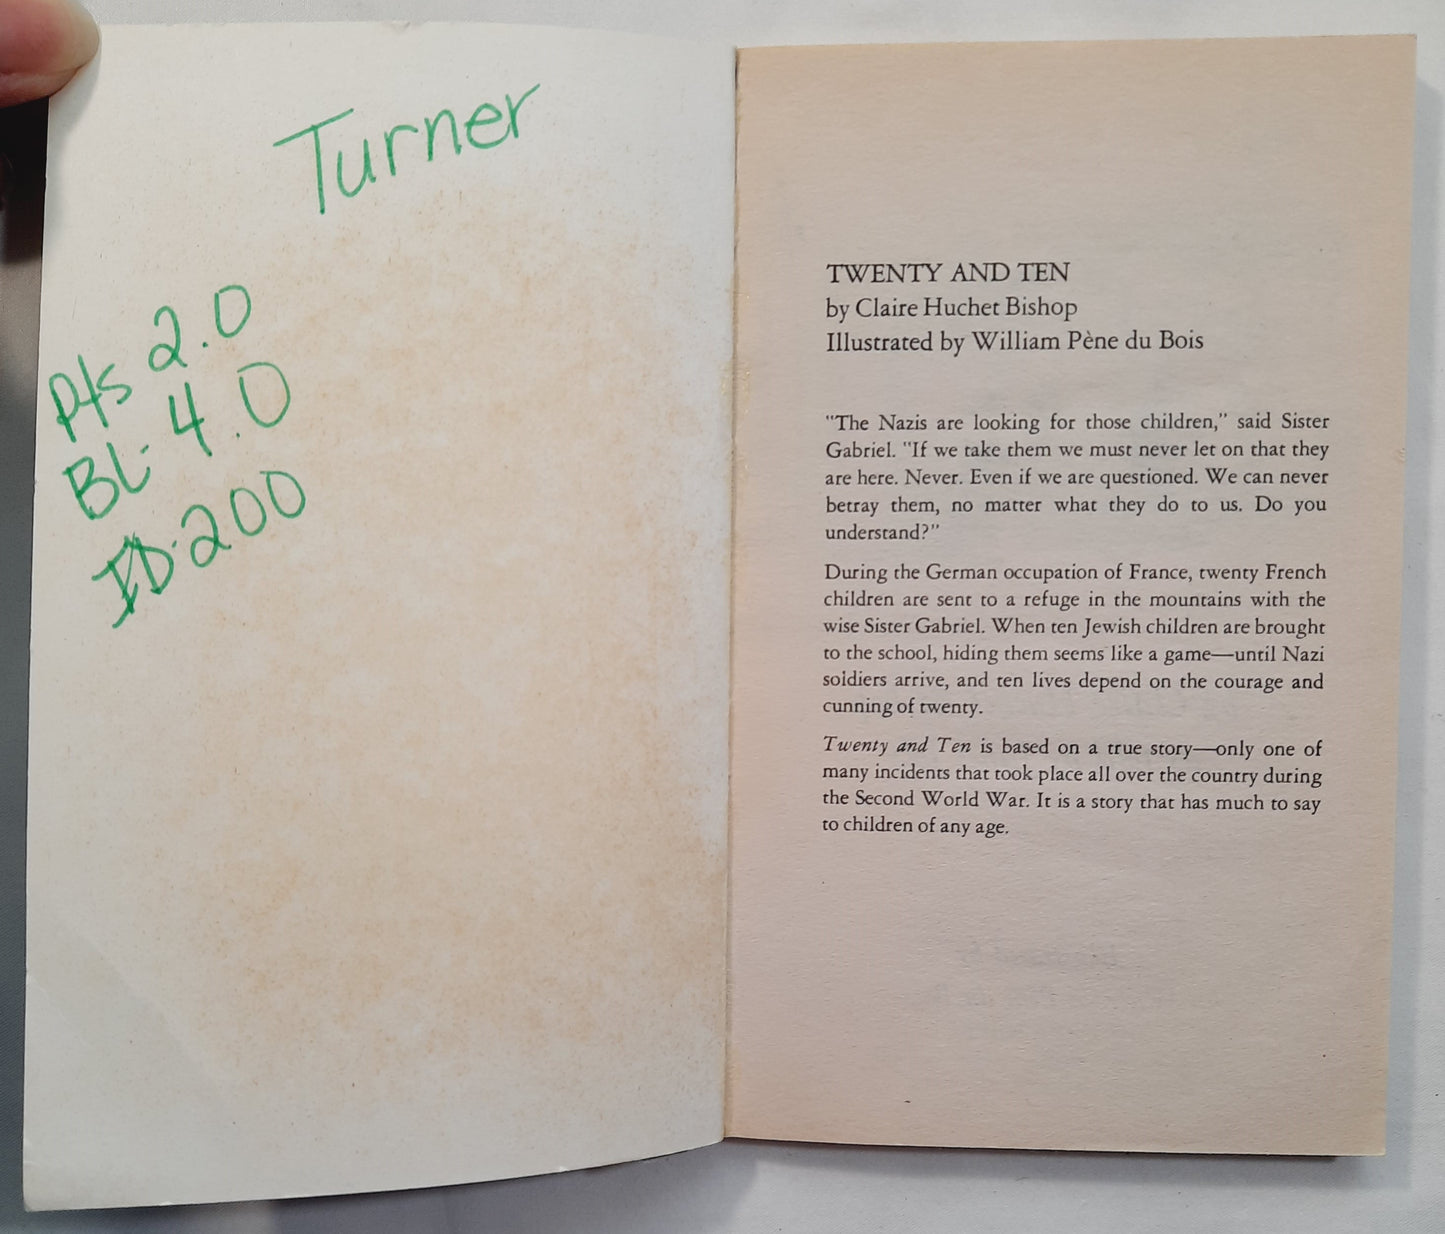 Turner
Pts 2.0
BL· 4.0
ID·200
TWENTY AND TEN
by Claire Huchet Bishop
Illustrated by William Pène du Bois
"The Nazis are looking for those children," said Sister
Gabriel. "If we take them we must never let on that they
are here. Never. Even if we are questioned. We can never
betray them, no matter what they do to us. Do you
understand?"
During the German occupation of France, twenty French
children are sent to a refuge in the mountains with the
wise Sister Gabriel. When ten Jewish children are brought
to the school, hiding them seems like a game—until Nazi
soldiers arrive, and ten lives depend on the courage and
cunning of twenty.
Twenty and Ten is based on a true story—only one of
many incidents that took place all over the country during
the Second World War. It is a story that has much to say
to children of any age.